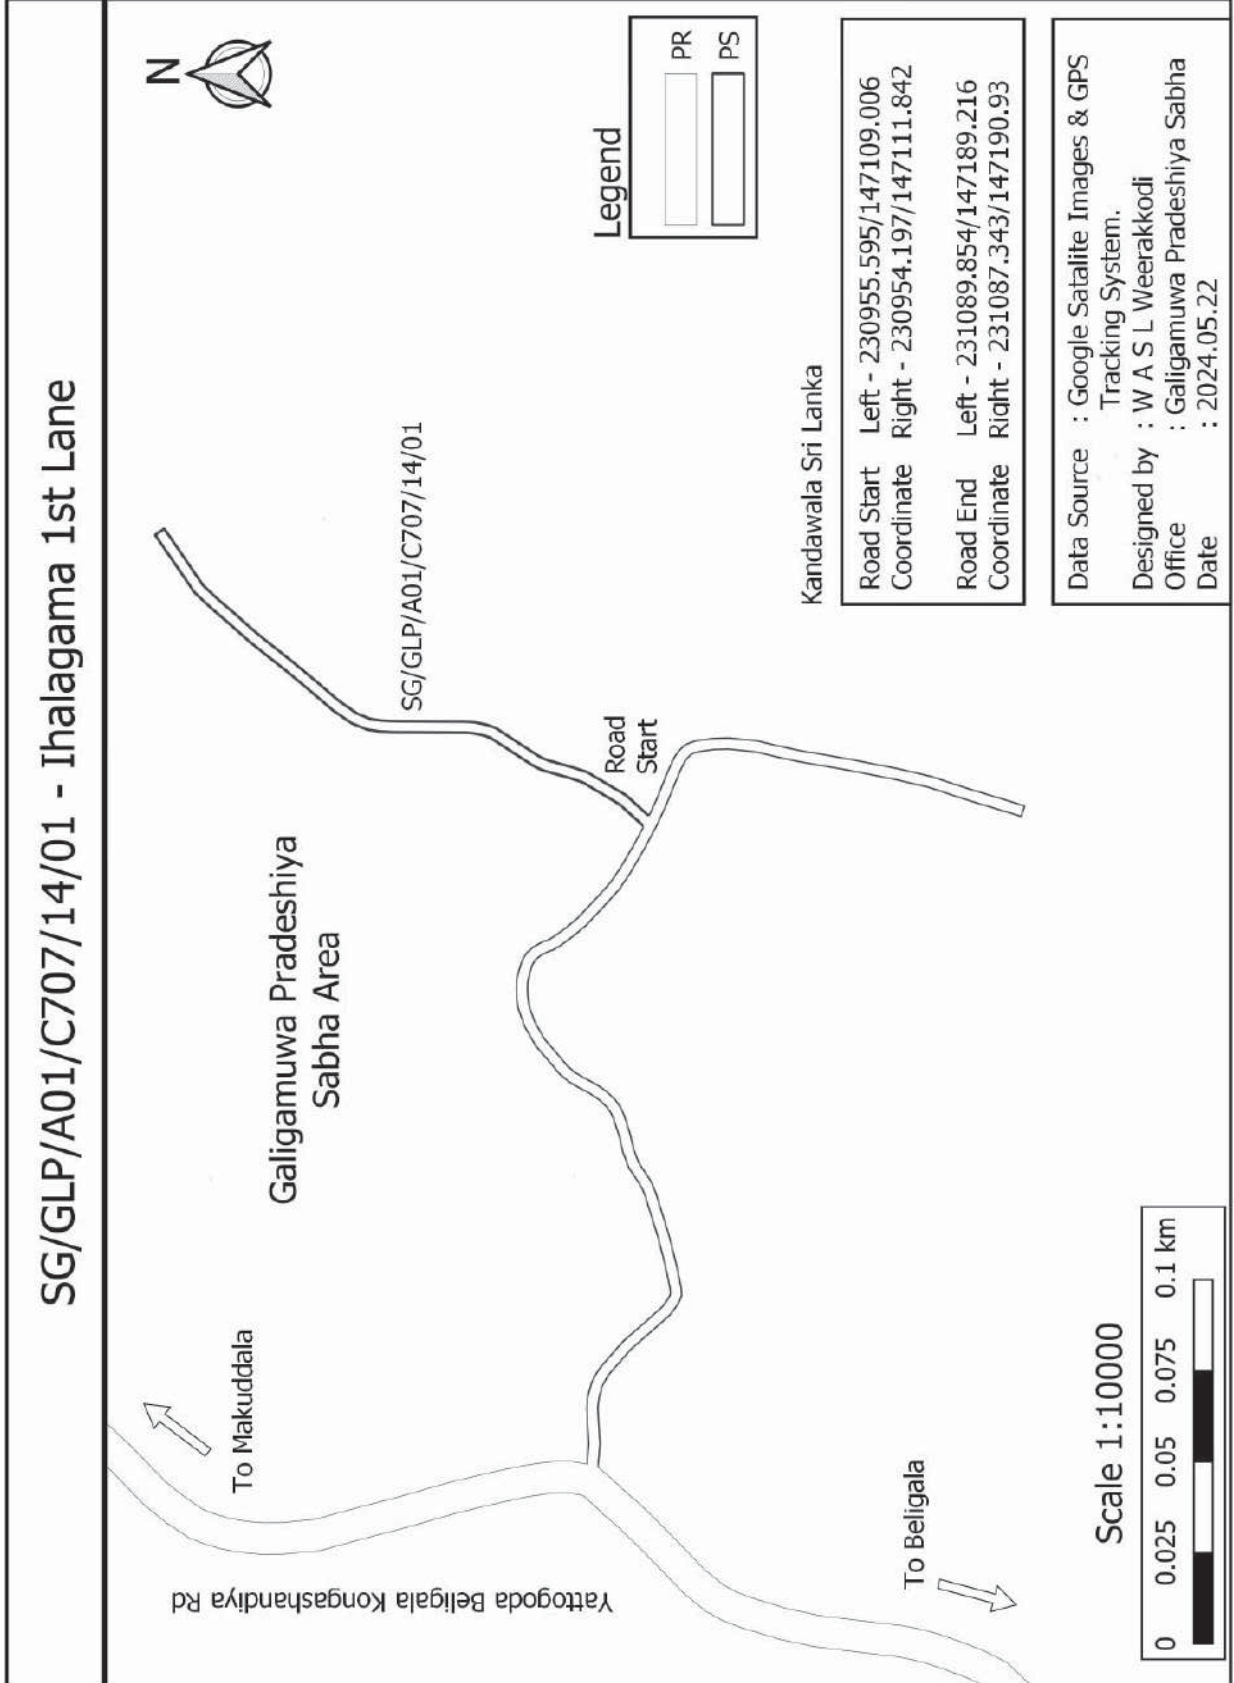 SG/GLP/A01/C707/14/01 - Ihalagama 1st Lane
N
To Makuddala
Galigamuwa Pradeshiya
Sabha Area
SG/GLP/A01/C707/14/01
Yattogoda Beligala Kongashandiya Rd
Road
Start
To Beligala
Legend
PR
PS
Kandawala Sri Lanka
Road Start Left - 230955.595/147109.006
Coordinate Right - 230954.197/147111.842
Road End Left - 231089.854/147189.216
Coordinate Right - 231087.343/147190.93
Scale 1:10000
0 0.025 0.05 0.075 0.1 km
Data Source : Google Satalite Images & GPS
Tracking System.
Designed by : W A S L Weerakkodi
Office : Galigamuwa Pradeshiya Sabha
Date : 2024.05.22